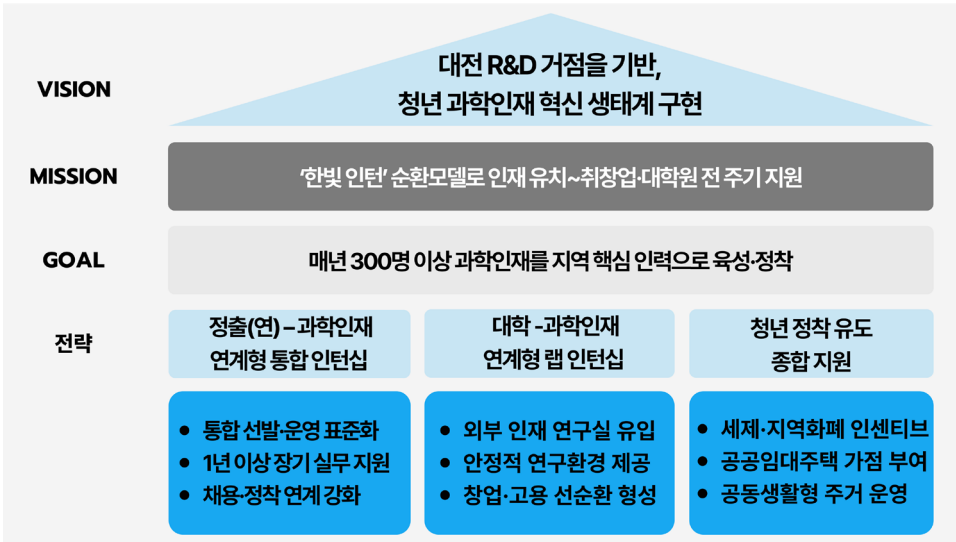 VISION
대전 R&D 거점을 기반,
청년 과학인재 혁신 생태계 구현
MISSION
'한빛 인턴' 순환모델로 인재 유치~취창업·대학원 전 주기 지원
GOAL
매년 300명 이상 과학인재를 지역 핵심 인력으로 육성·정착
전략
정출(연) – 과학인재
연계형 통합 인턴십
대학 -과학인재
연계형 랩 인턴십
청년 정착 유도
종합 지원
• 통합 선발·운영 표준화
• 1년 이상 장기 실무 지원
• 채용·정착 연계 강화
• 외부 인재 연구실 유입
• 안정적 연구환경 제공
• 창업·고용 선순환 형성
• 세제·지역화폐 인센티브
• 공공임대주택 가점 부여
• 공동생활형 주거 운영